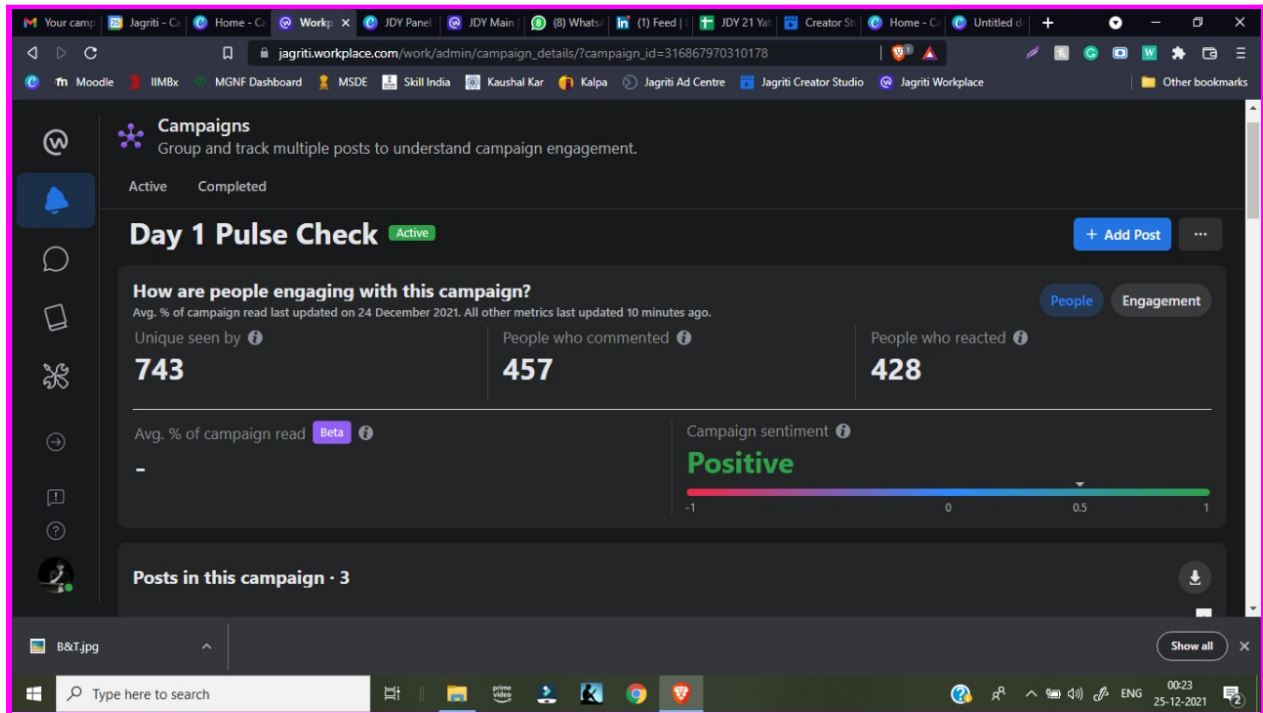 Your camp
Jagriti - Ca
Home - Ca
Workp
JDY Panel
JDY Main
(8) Whats
(1) Feed |
JDY 21 Yat
Creator St
Home - Ca
Untitled d
jagriti.workplace.com/work/admin/campaign_details/?campaign_id=316867970310178
Moodle
IIMBx
MGNF Dashboard
MSDE
Skill India
Kaushal Kar
Kalpa
Jagriti Ad Centre
Jagriti Creator Studio
Jagriti Workplace
Other bookmarks
Campaigns
Group and track multiple posts to understand campaign engagement.
Active Completed
Day 1 Pulse Check Active
+ Add Post ...
How are people engaging with this campaign?
Avg. % of campaign read last updated on 24 December 2021. All other metrics last updated 10 minutes ago.
People Engagement
Unique seen by
743
People who commented
457
People who reacted
428
Avg. % of campaign read Beta
-
Campaign sentiment
Positive
-1 0 0.5 1
Posts in this campaign · 3
B&T.jpg
Show all
Type here to search
prime video
ENG
00:23
25-12-2021
2